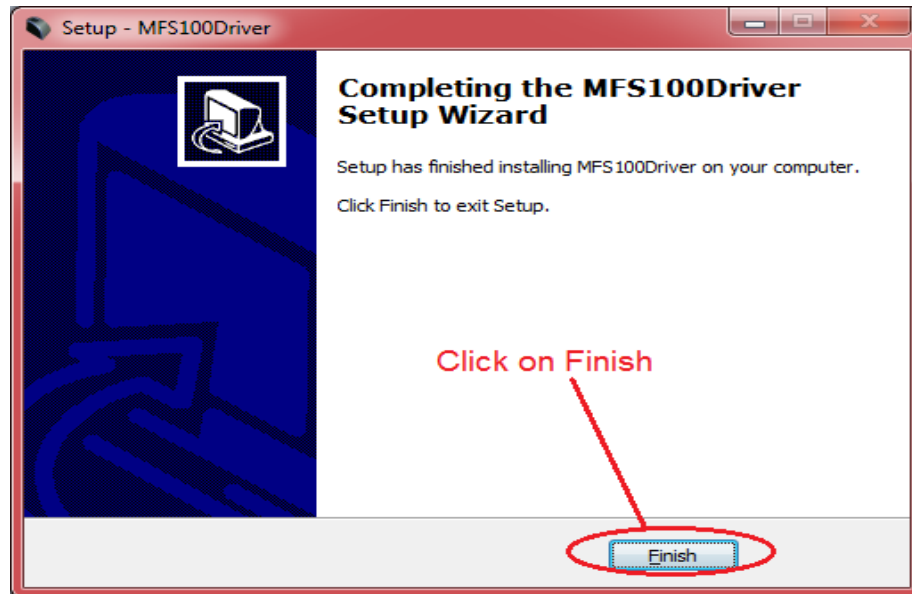 Setup - MFS100Driver
Completing the MFS100Driver
Setup Wizard
Setup has finished installing MFS100Driver on your computer.
Click Finish to exit Setup.
Click on Finish
Finish